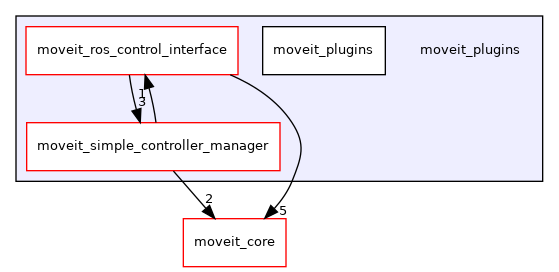 moveit_ros_control_interface
moveit_plugins
moveit_plugins
1
3
moveit_simple_controller_manager
2
5
moveit_core